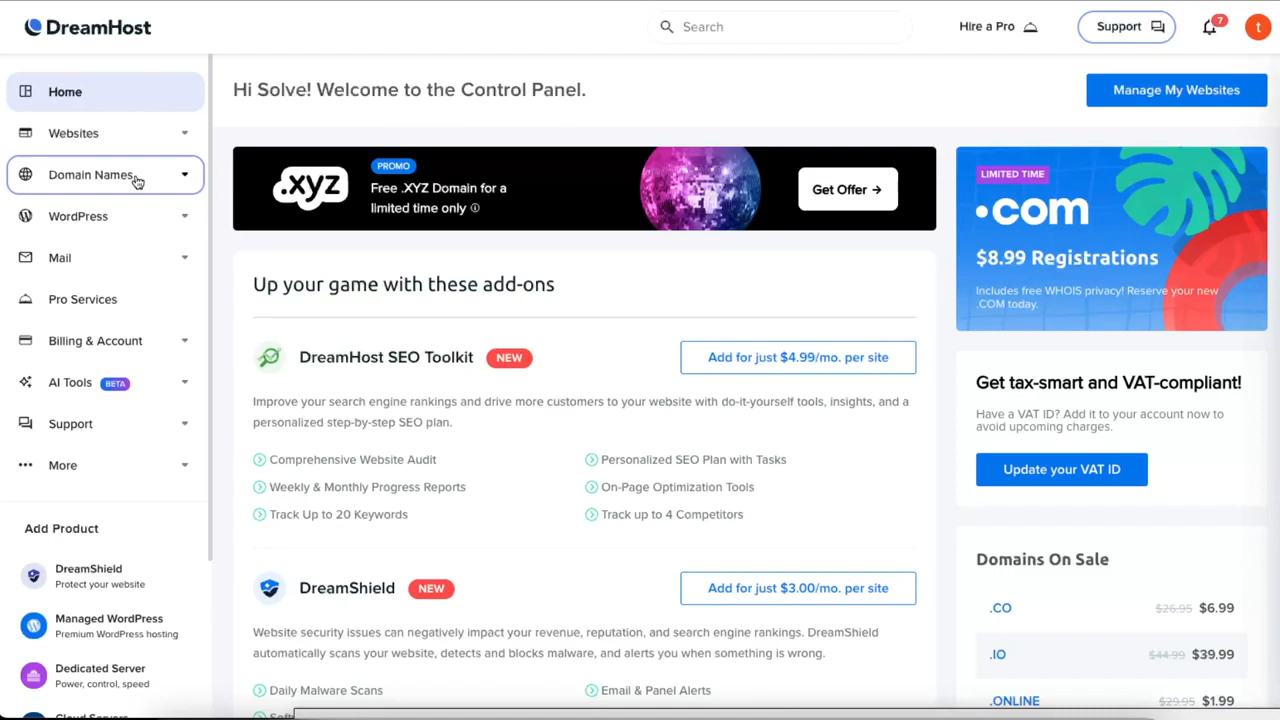 DreamHost
Search
Hire a Pro
Support
7
t
Home
Websites
Domain Names
WordPress
Mail
Pro Services
Billing & Account
AI Tools BETA
Support
More
Add Product
DreamShield
Protect your website
Managed WordPress
Premium WordPress hosting
Dedicated Server
Power, control, speed
Cloud Servers
Hi Solve! Welcome to the Control Panel.
Manage My Websites
.xyz
PROMO
Free .XYZ Domain for a
limited time only
Get Offer →
Up your game with these add-ons
DreamHost SEO Toolkit NEW
Add for just $4.99/mo. per site
Improve your search engine rankings and drive more customers to your website with do-it-yourself tools, insights, and a
personalized step-by-step SEO plan.
Comprehensive Website Audit
Personalized SEO Plan with Tasks
Weekly & Monthly Progress Reports
On-Page Optimization Tools
Track Up to 20 Keywords
Track up to 4 Competitors
DreamShield NEW
Add for just $3.00/mo. per site
Website security issues can negatively impact your revenue, reputation, and search engine rankings. DreamShield
automatically scans your website, detects and blocks malware, and alerts you when something is wrong.
Daily Malware Scans
Email & Panel Alerts
LIMITED TIME
.com
$8.99 Registrations
Includes free WHOIS privacy! Reserve your new
.COM today.
Get tax-smart and VAT-compliant!
Have a VAT ID? Add it to your account now to
avoid upcoming charges.
Update your VAT ID
Domains On Sale
.CO $26.95 $6.99
.IO $44.99 $39.99
.ONLINE $29.95 $1.99